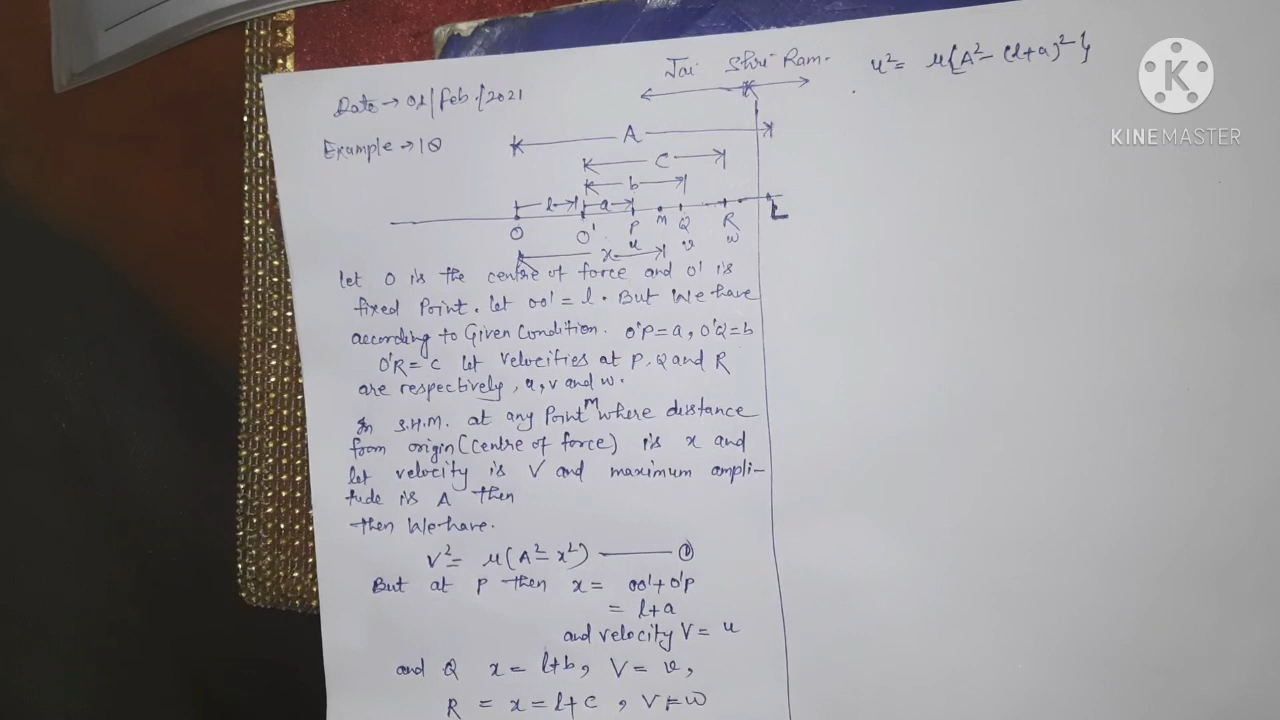 Jai Shri Ram.
u²= μ{A²- (l+a)²}
K
KINEMASTER
Date → 01/Feb./2021
Example →10
A
C
b
l a
O O' P M Q R L
u v w
x
let O is the centre of force and O' is
fixed Point. Let OO' = l. But We have
according to Given Condition. O'P=a, O'Q=b
O'R= C let velocities at P, Q and R
are respectively, u, v and w.
In S.H.M. at any Point M where distance
from origin (centre of force) is x and
let velocity is V and maximum ampli-
tude is A then
then We have.
V²= μ(A²-x²) ——— ①
But at P then x= OO'+O'P
= l+a
and velocity V= u
and Q x= l+b, V= v,
R = x= l+c, V=w